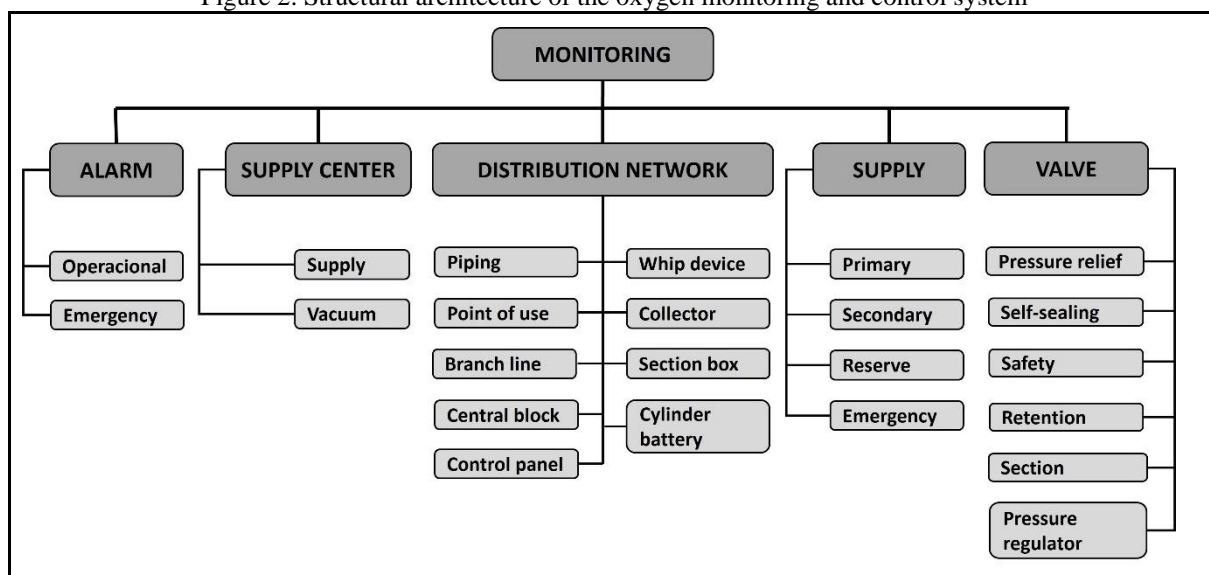 Figure 2. Structural architecture of the oxygen monitoring and control system
MONITORING
ALARM
Operacional
Emergency
SUPPLY CENTER
Supply
Vacuum
DISTRIBUTION NETWORK
Piping
Point of use
Branch line
Central block
Control panel
Whip device
Collector
Section box
Cylinder
battery
SUPPLY
Primary
Secondary
Reserve
Emergency
VALVE
Pressure relief
Self-sealing
Safety
Retention
Section
Pressure
regulator